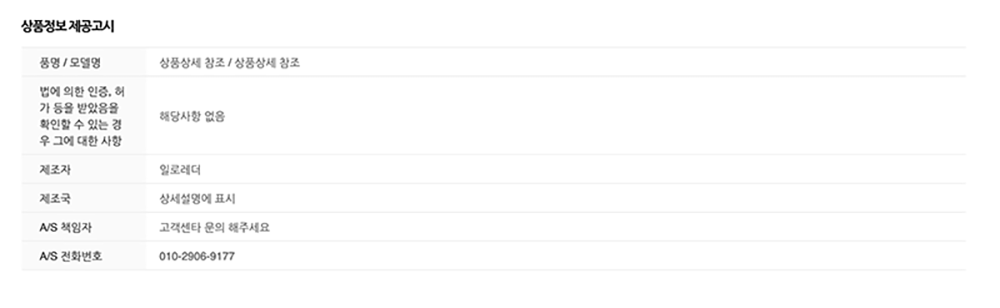 상품정보 제공고시
품명 / 모델명 상품상세 참조 / 상품상세 참조
법에 의한 인증, 허
가 등을 받았음을
확인할 수 있는 경
우 그에 대한 사항
해당사항 없음
제조자 일로레더
제조국 상세설명에 표시
A/S 책임자 고객센타 문의 해주세요
A/S 전화번호 010-2906-9177